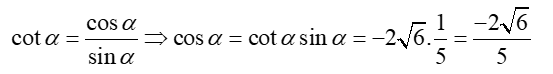 cot α = cos α / sin α ⇒ cos α = cot α sin α = −2√6 . 1/5 = −2√6 / 5